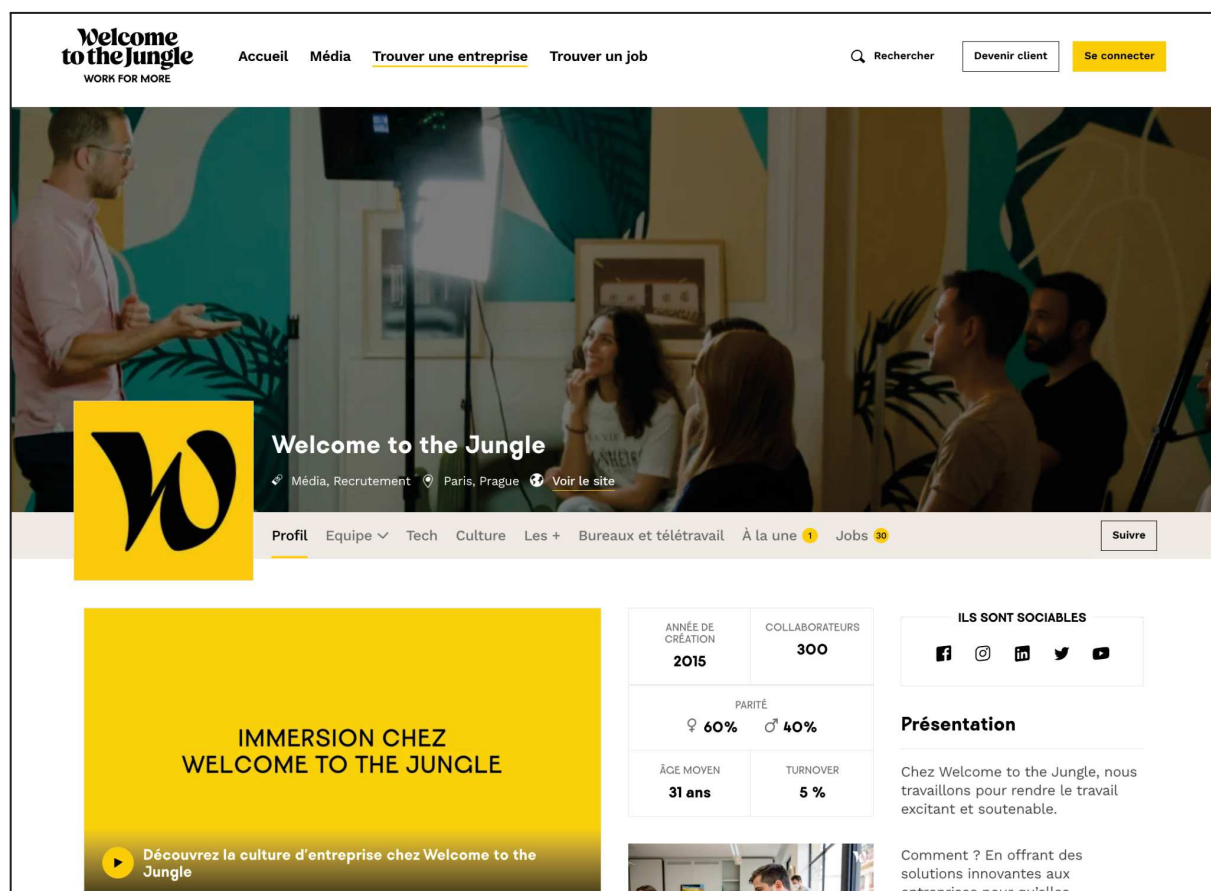 Welcome
to the Jungle
WORK FOR MORE
Accueil Média Trouver une entreprise Trouver un job
Rechercher Devenir client Se connecter
W
Welcome to the Jungle
Média, Recrutement Paris, Prague Voir le site
Profil Equipe Tech Culture Les + Bureaux et télétravail À la une 1 Jobs 30
Suivre
IMMERSION CHEZ
WELCOME TO THE JUNGLE
Découvrez la culture d'entreprise chez Welcome to the
Jungle
ANNÉE DE
CRÉATION
2015
COLLABORATEURS
300
PARITÉ
♀ 60% ♂ 40%
ÂGE MOYEN
31 ans
TURNOVER
5 %
ILS SONT SOCIABLES
Présentation
Chez Welcome to the Jungle, nous
travaillons pour rendre le travail
excitant et soutenable.
Comment ? En offrant des
solutions innovantes aux
entreprises pour qu'elles